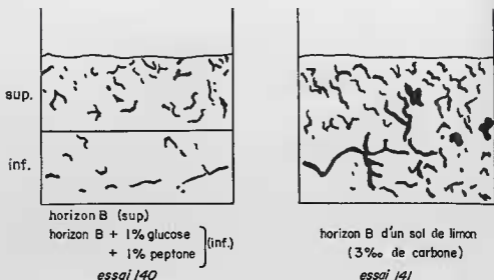 sup.
inf.
horizon B (sup)
horizon B + 1% glucose
+ 1% peptone
(inf.)
essai 140
horizon B d'un sol de limon
(3‰ de carbone)
essai 141